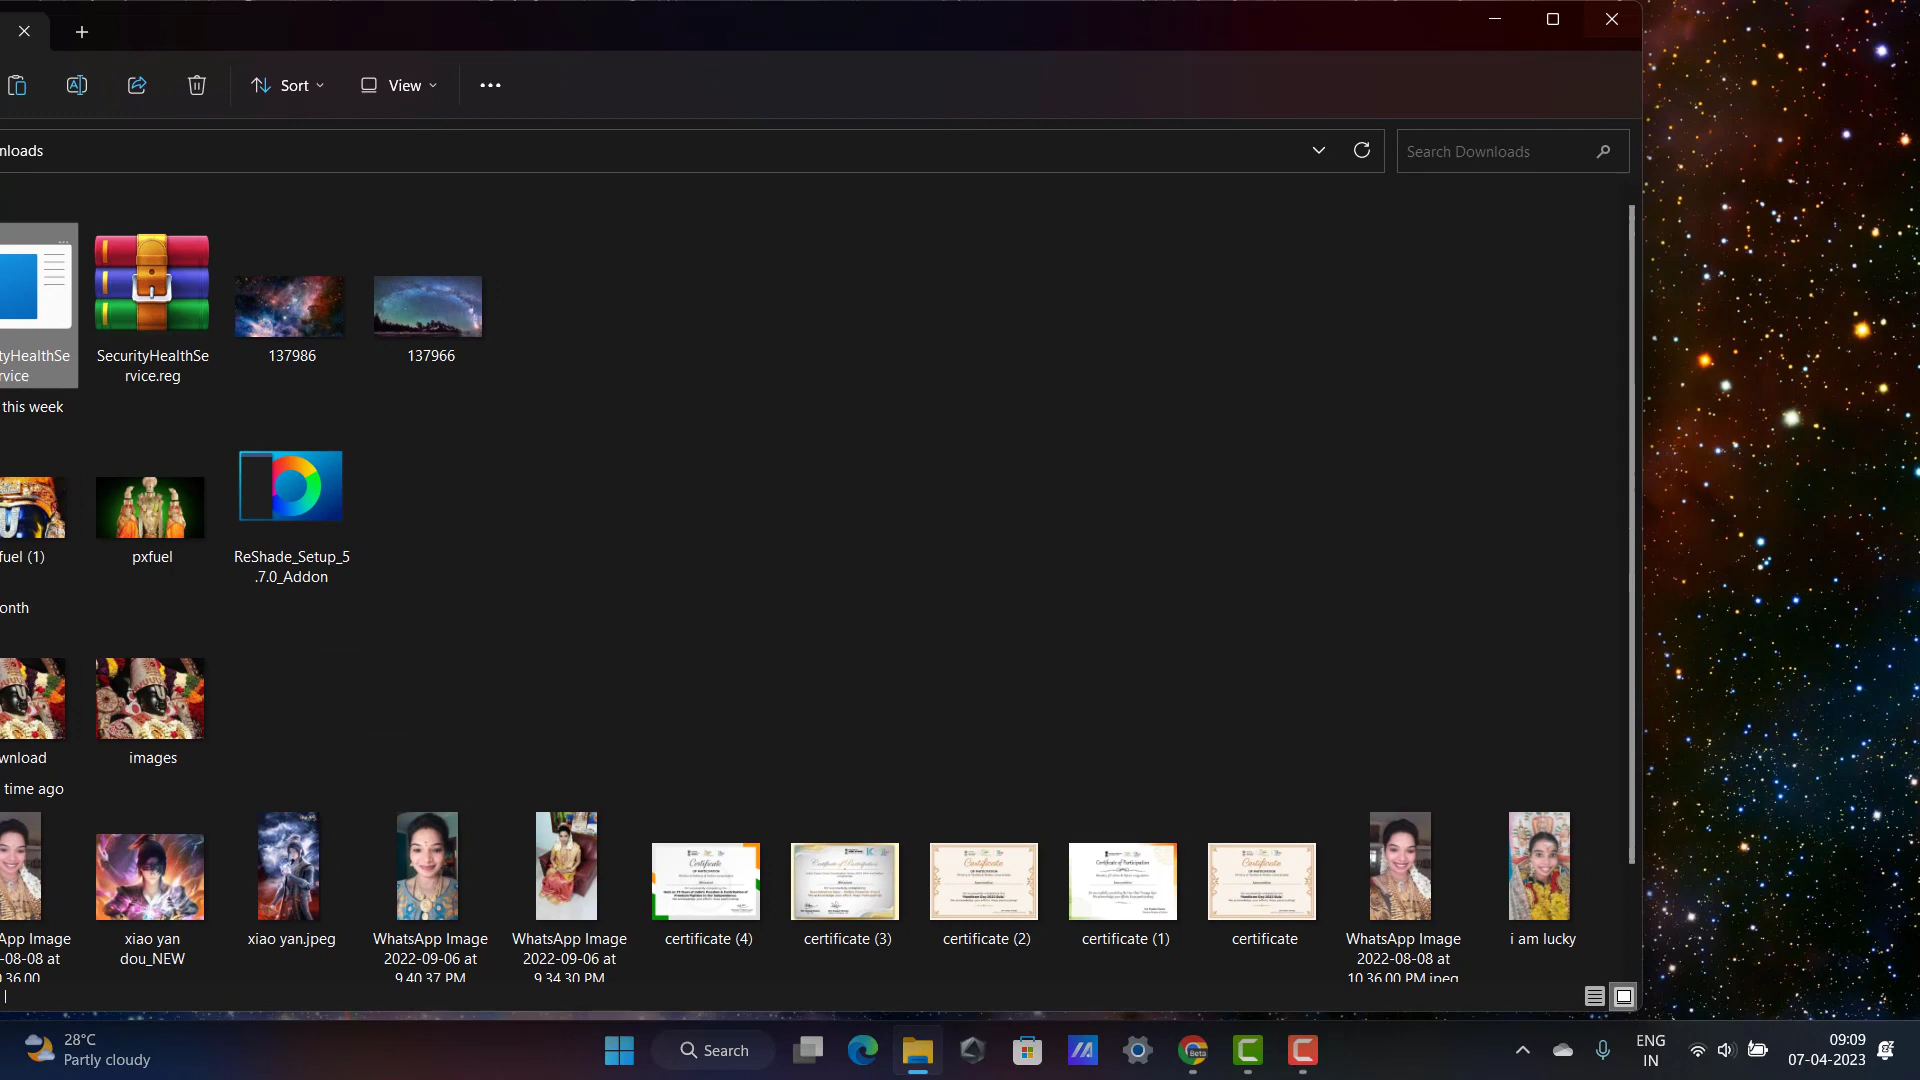 Sort
View
nloads
Search Downloads
tyHealthSe
rvice
SecurityHealthSe
rvice.reg
137986
137966
this week
fuel (1)
pxfuel
ReShade_Setup_5
.7.0_Addon
onth
wnload
images
time ago
App Image
-08-08 at
.36.00
xiao yan
dou_NEW
xiao yan.jpeg
WhatsApp Image
2022-09-06 at
9.40.37 PM
WhatsApp Image
2022-09-06 at
9.34.30 PM
certificate (4)
certificate (3)
certificate (2)
certificate (1)
certificate
WhatsApp Image
2022-08-08 at
10.36.00 PM.jpeg
i am lucky
28°C
Partly cloudy
Search
Beta
ENG
IN
09:09
07-04-2023